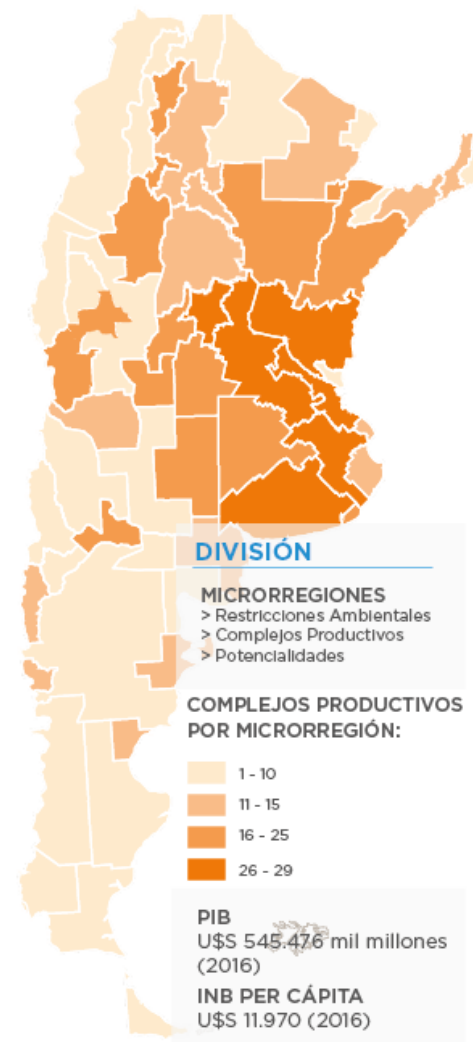 DIVISIÓN
MICRORREGIONES
> Restricciones Ambientales
> Complejos Productivos
> Potencialidades
COMPLEJOS PRODUCTIVOS
POR MICRORREGIÓN:
1 - 10
11 - 15
16 - 25
26 - 29
PIB
U$S 545.476 mil millones
(2016)
INB PER CÁPITA
U$S 11.970 (2016)